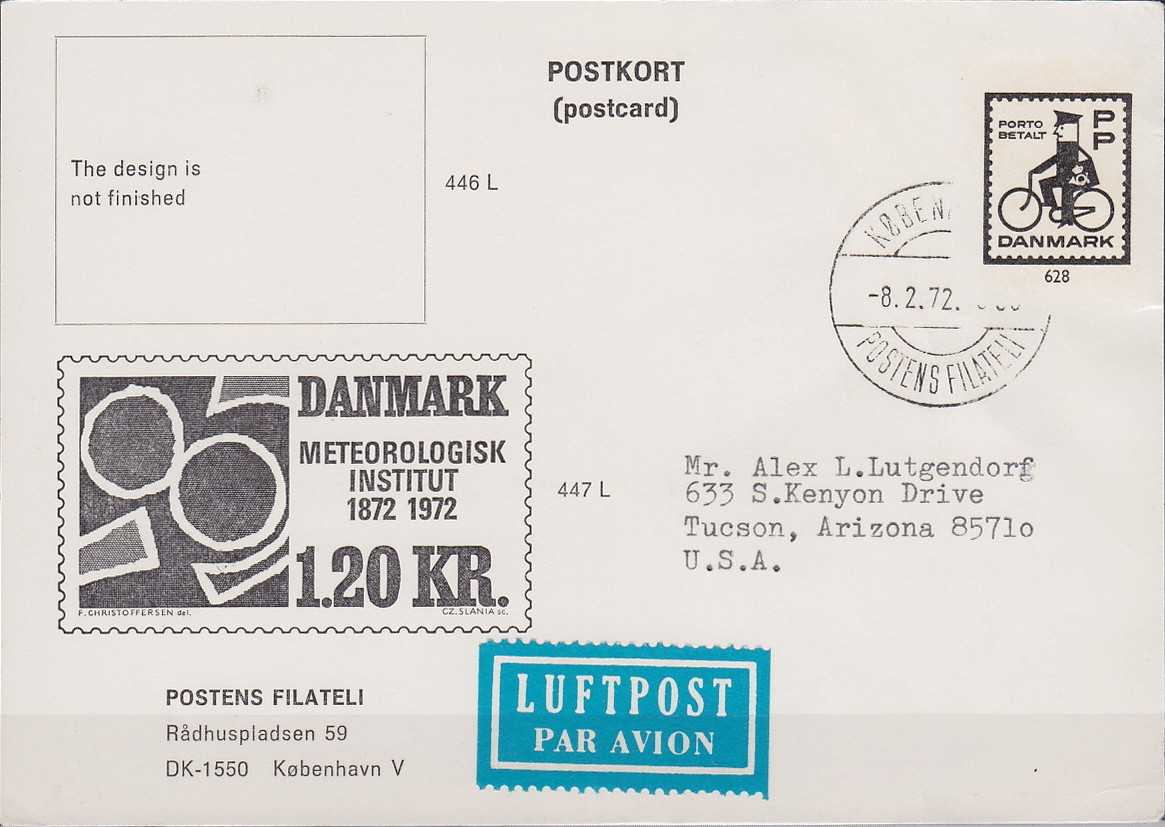 POSTKORT
(postcard)
PORTO
BETALT
P
P
DANMARK
628
The design is
not finished
446 L
-8.2.72.
POSTENS FILATELI
DANMARK
METEOROLOGISK
INSTITUT
1872 1972
1.20 KR.
F. CHRISTOFFERSEN del.
CZ. SLANIA sc.
447 L
Mr. Alex L.Lutgendorf
633 S.Kenyon Drive
Tucson, Arizona 8571o
U.S.A.
POSTENS FILATELI
Rådhuspladsen 59
DK-1550 København V
LUFTPOST
PAR AVION